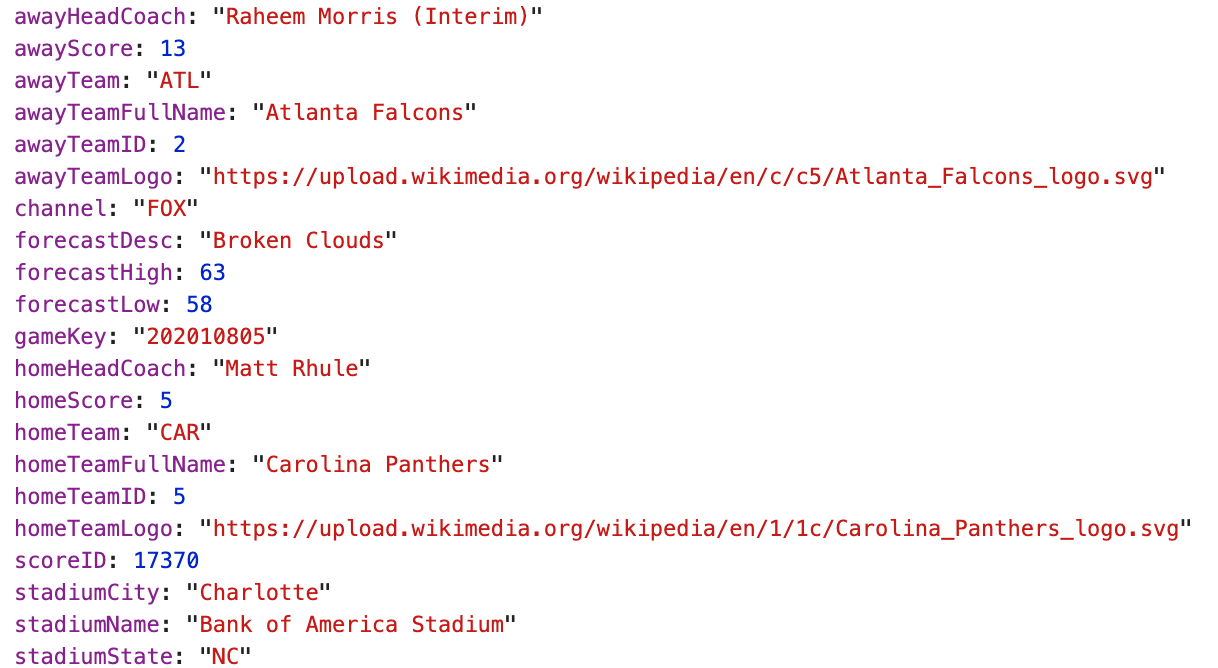 awayHeadCoach: "Raheem Morris (Interim)"
awayScore: 13
awayTeam: "ATL"
awayTeamFullName: "Atlanta Falcons"
awayTeamID: 2
awayTeamLogo: "https://upload.wikimedia.org/wikipedia/en/c/c5/Atlanta_Falcons_logo.svg"
channel: "FOX"
forecastDesc: "Broken Clouds"
forecastHigh: 63
forecastLow: 58
gameKey: "202010805"
homeHeadCoach: "Matt Rhule"
homeScore: 5
homeTeam: "CAR"
homeTeamFullName: "Carolina Panthers"
homeTeamID: 5
homeTeamLogo: "https://upload.wikimedia.org/wikipedia/en/1/1c/Carolina_Panthers_logo.svg"
scoreID: 17370
stadiumCity: "Charlotte"
stadiumName: "Bank of America Stadium"
stadiumState: "NC"